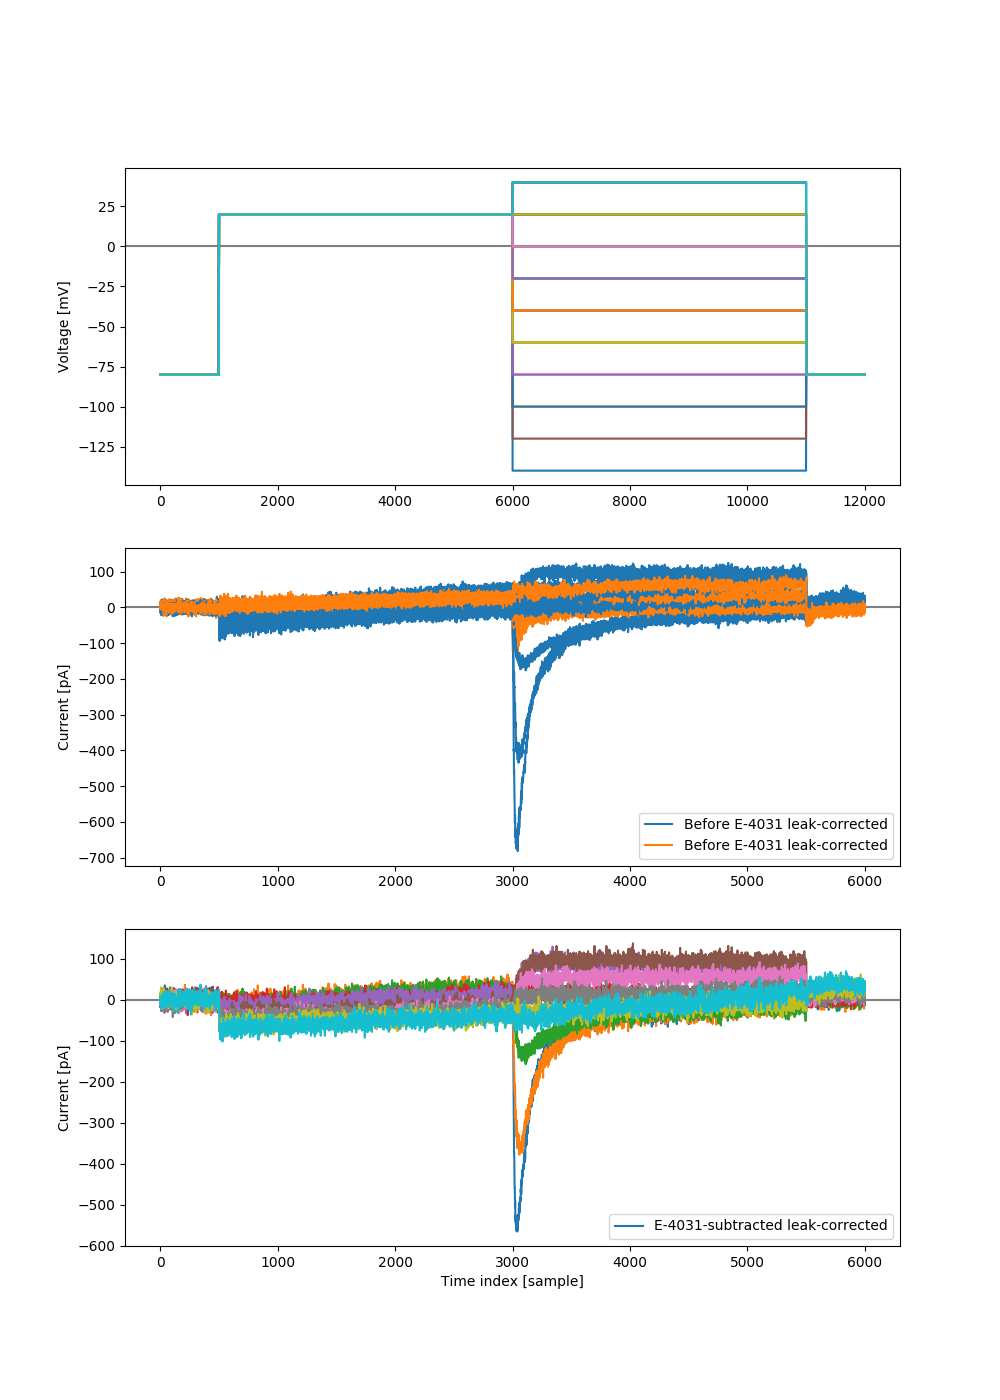 25
0
−25
−50
−75
−100
−125
Voltage [mV]
0 2000 4000 6000 8000 10000 12000
100
0
−100
−200
−300
−400
−500
−600
−700
Current [pA]
Before E-4031 leak-corrected
Before E-4031 leak-corrected
0 1000 2000 3000 4000 5000 6000
100
0
−100
−200
−300
−400
−500
−600
Current [pA]
E-4031-subtracted leak-corrected
0 1000 2000 3000 4000 5000 6000
Time index [sample]